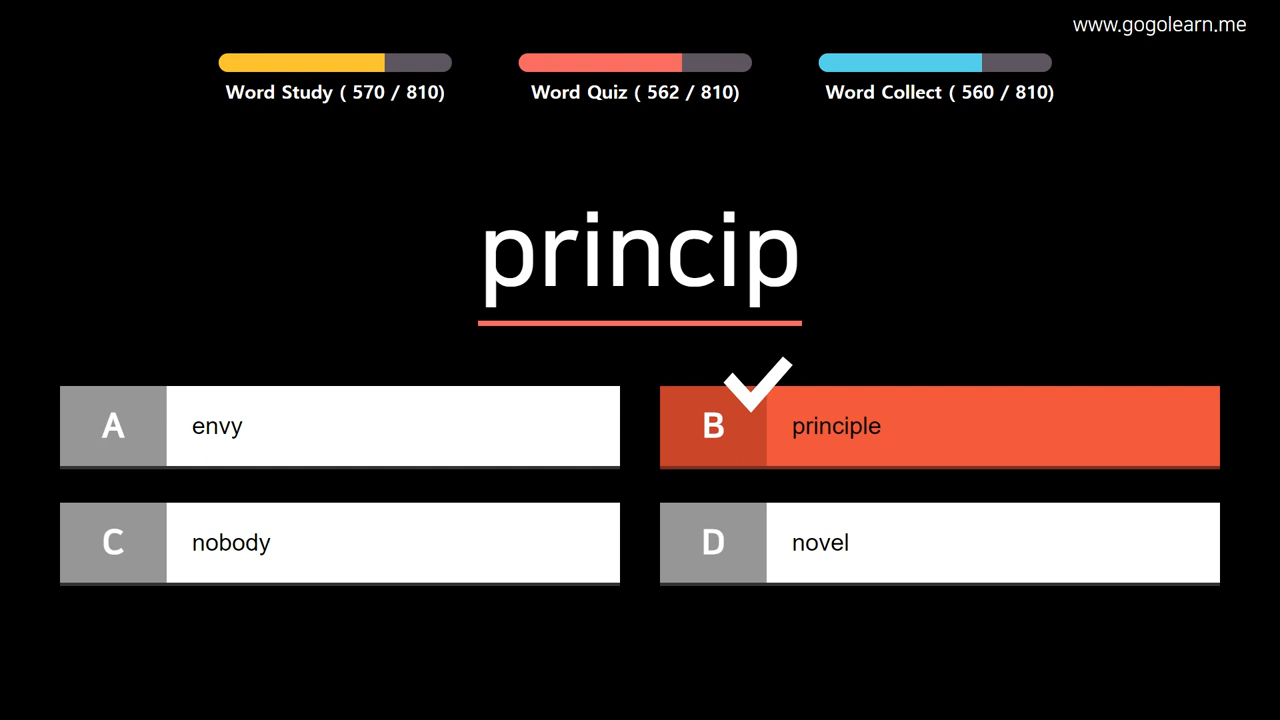 www.gogolearn.me
Word Study ( 570 / 810)
Word Quiz ( 562 / 810)
Word Collect ( 560 / 810)
princip
A envy
B principle
C nobody
D novel